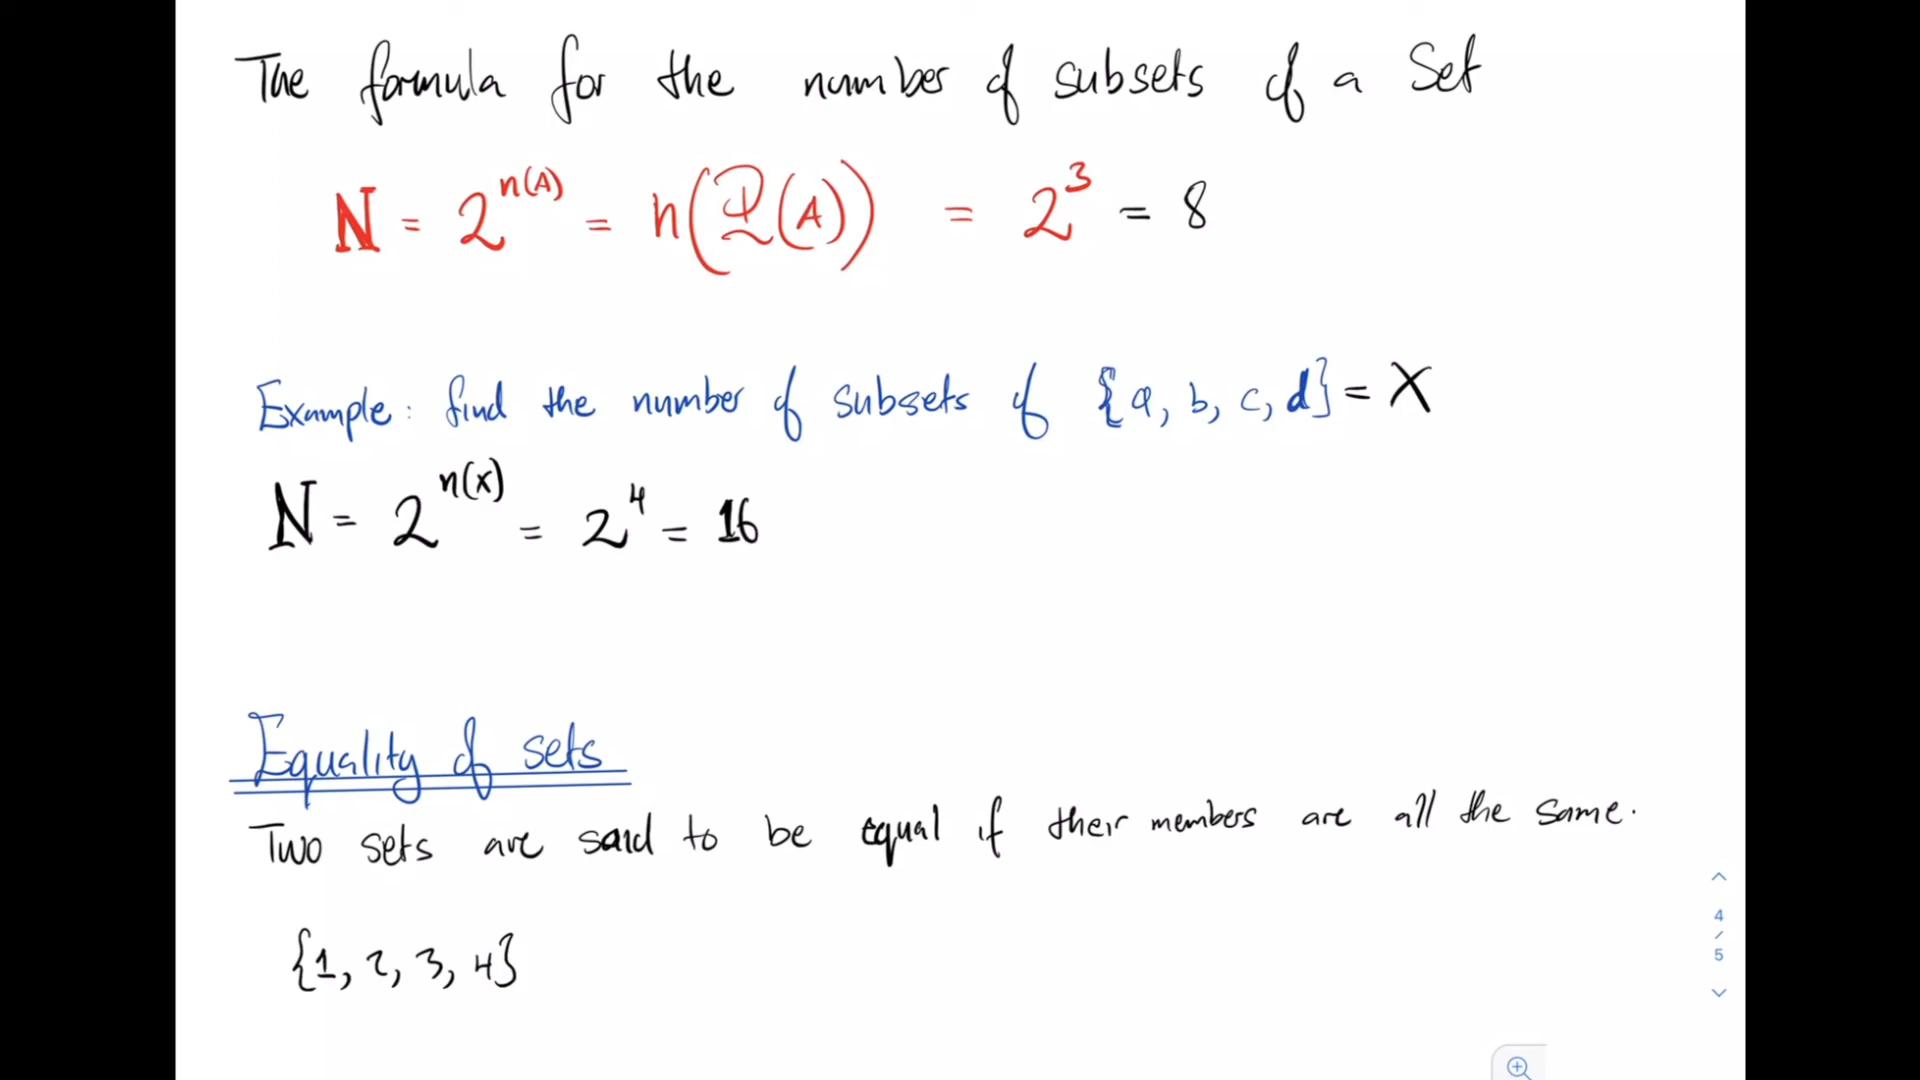 The formula for the number of subsets of a Set
N = 2^n(A) = n(P(A)) = 2^3 = 8
Example: find the number of subsets of {a, b, c, d} = X
N = 2^n(x) = 2^4 = 16
Equality of sets
Two sets are said to be equal if their members are all the same.
{1, 2, 3, 4}
4
/
5